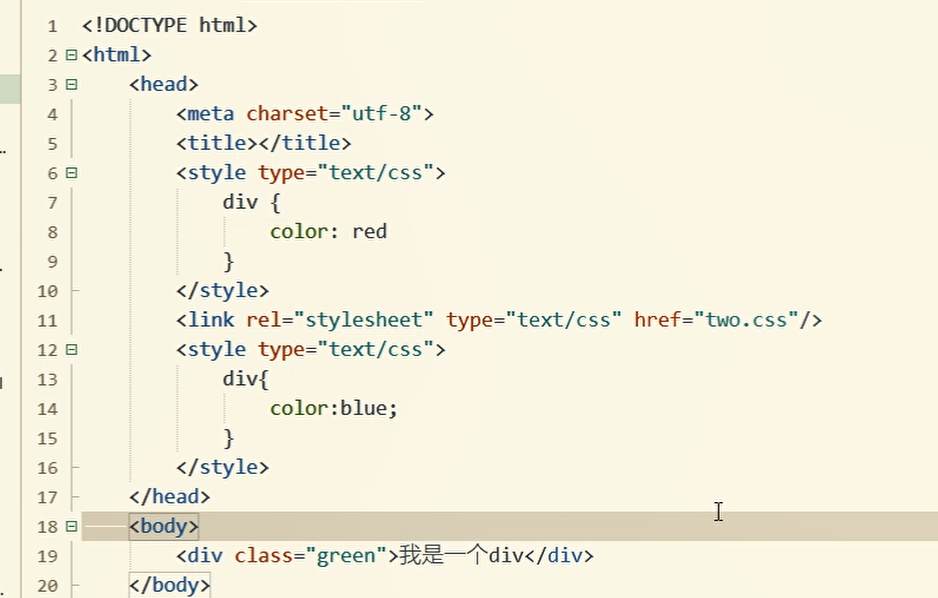 1 <!DOCTYPE html>
2 <html>
3 <head>
4 <meta charset="utf-8">
5 <title></title>
6 <style type="text/css">
7 div {
8 color: red
9 }
10 </style>
11 <link rel="stylesheet" type="text/css" href="two.css"/>
12 <style type="text/css">
13 div{
14 color:blue;
15 }
16 </style>
17 </head>
18 <body>
19 <div class="green">我是一个div</div>
20 </body>